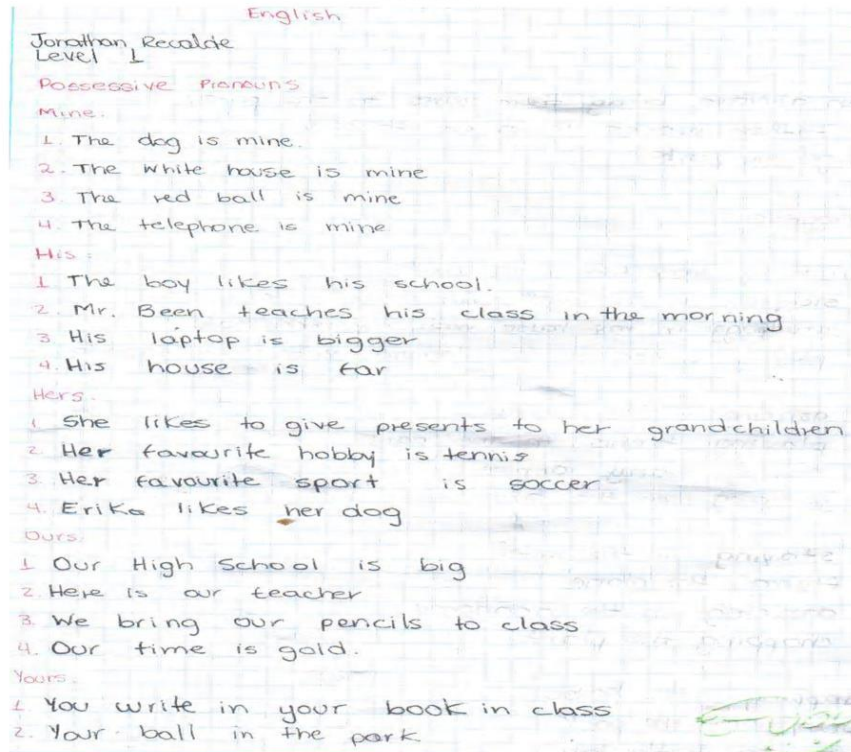 English
Jonathan Recalde
Level 1
Possessive Pronouns
Mine.
1. The dog is mine.
2. The white house is mine
3 The red ball is mine
4. The telephone is mine
His:
1 The boy likes his school.
2. Mr. Been teaches his class in the morning
3 His laptop is bigger
4. His house is far
Hers.
1 She likes to give presents to her grandchildren
2 Her favourite hobby is tennis
3. Her favourite sport is soccer
4. Erika likes her dog
Ours.
1 Our High School is big
2. Here is our teacher
3. We bring our pencils to class
4. Our time is gold.
Yours.
1. You write in your book in class
2. Your ball in the park